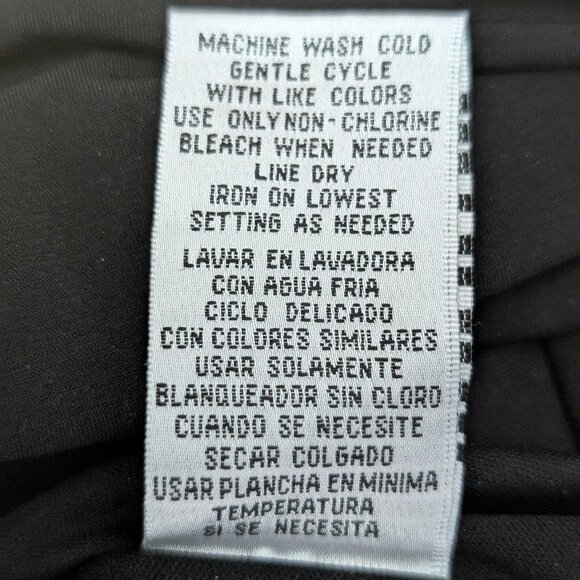 MACHINE WASH COLD
GENTLE CYCLE
WITH LIKE COLORS
USE ONLY NON-CHLORINE
BLEACH WHEN NEEDED
LINE DRY
IRON ON LOWEST
SETTING AS NEEDED
LAVAR EN LAVADORA
CON AGUA FRIA
CICLO DELICADO
CON COLORES SIMILARES
USAR SOLAMENTE
BLANQUEADOR SIN CLORO
CUANDO SE NECESITE
SECAR COLGADO
USAR PLANCHA EN MINIMA
TEMPERATURA
SI SE NECESITA